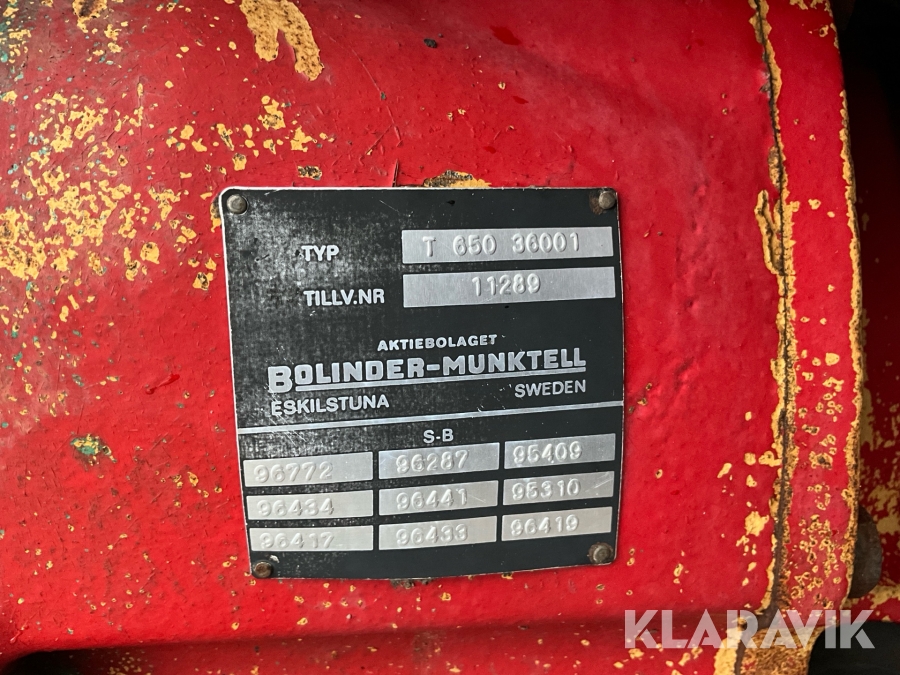 TYP T 650 36001
TILLV.NR 11289
AKTIEBOLAGET
BOLINDER-MUNKTELL
ESKILSTUNA SWEDEN
S-B
96772 96287 95409
96434 96441 95310
96417 96433 96419
KLARAVIK